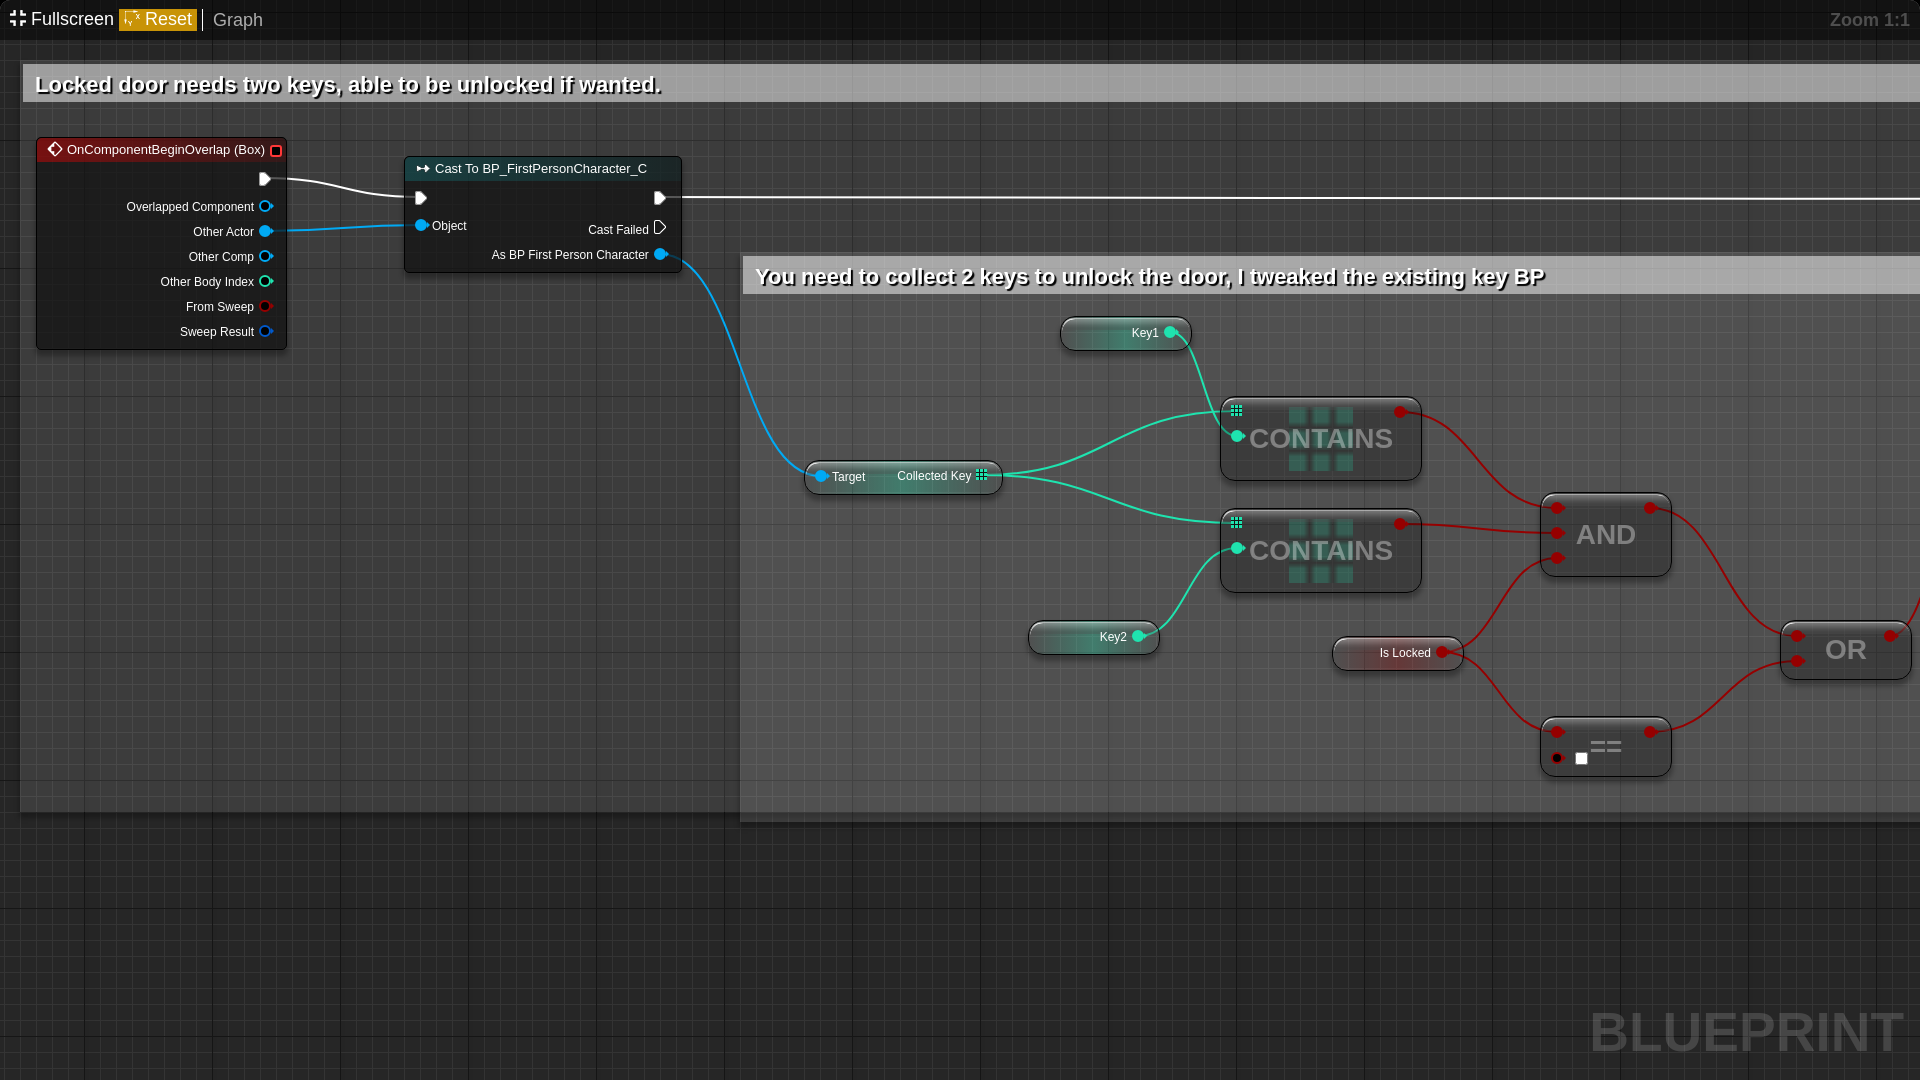 Fullscreen Reset Graph Zoom 1:1
Locked door needs two keys, able to be unlocked if wanted.
OnComponentBeginOverlap (Box)
Overlapped Component
Other Actor
Other Comp
Other Body Index
From Sweep
Sweep Result
Cast To BP_FirstPersonCharacter_C
Object
Cast Failed
As BP First Person Character
You need to collect 2 keys to unlock the door, I tweaked the existing key BP
Key1
CONTAINS
Target Collected Key
CONTAINS
AND
Key2
Is Locked
OR
==
BLUEPRINT